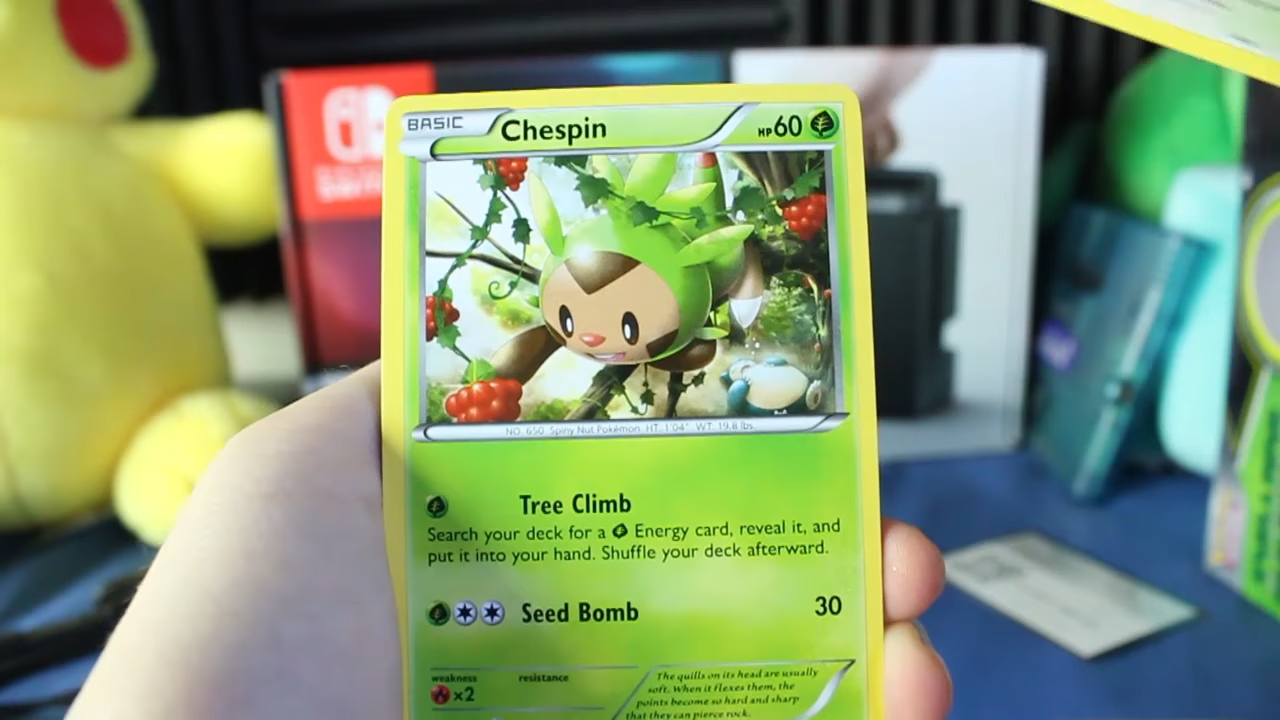 BASIC Chespin HP60
NO. 650 Spiny Nut Pokémon HT. 1'04" WT. 19.8 lbs.
Tree Climb
Search your deck for a Energy card, reveal it, and
put it into your hand. Shuffle your deck afterward.
Seed Bomb 30
weakness resistance
×2
The quills on its head are usually
soft. When it flexes them, the
points become so hard and sharp
that they can pierce rock.